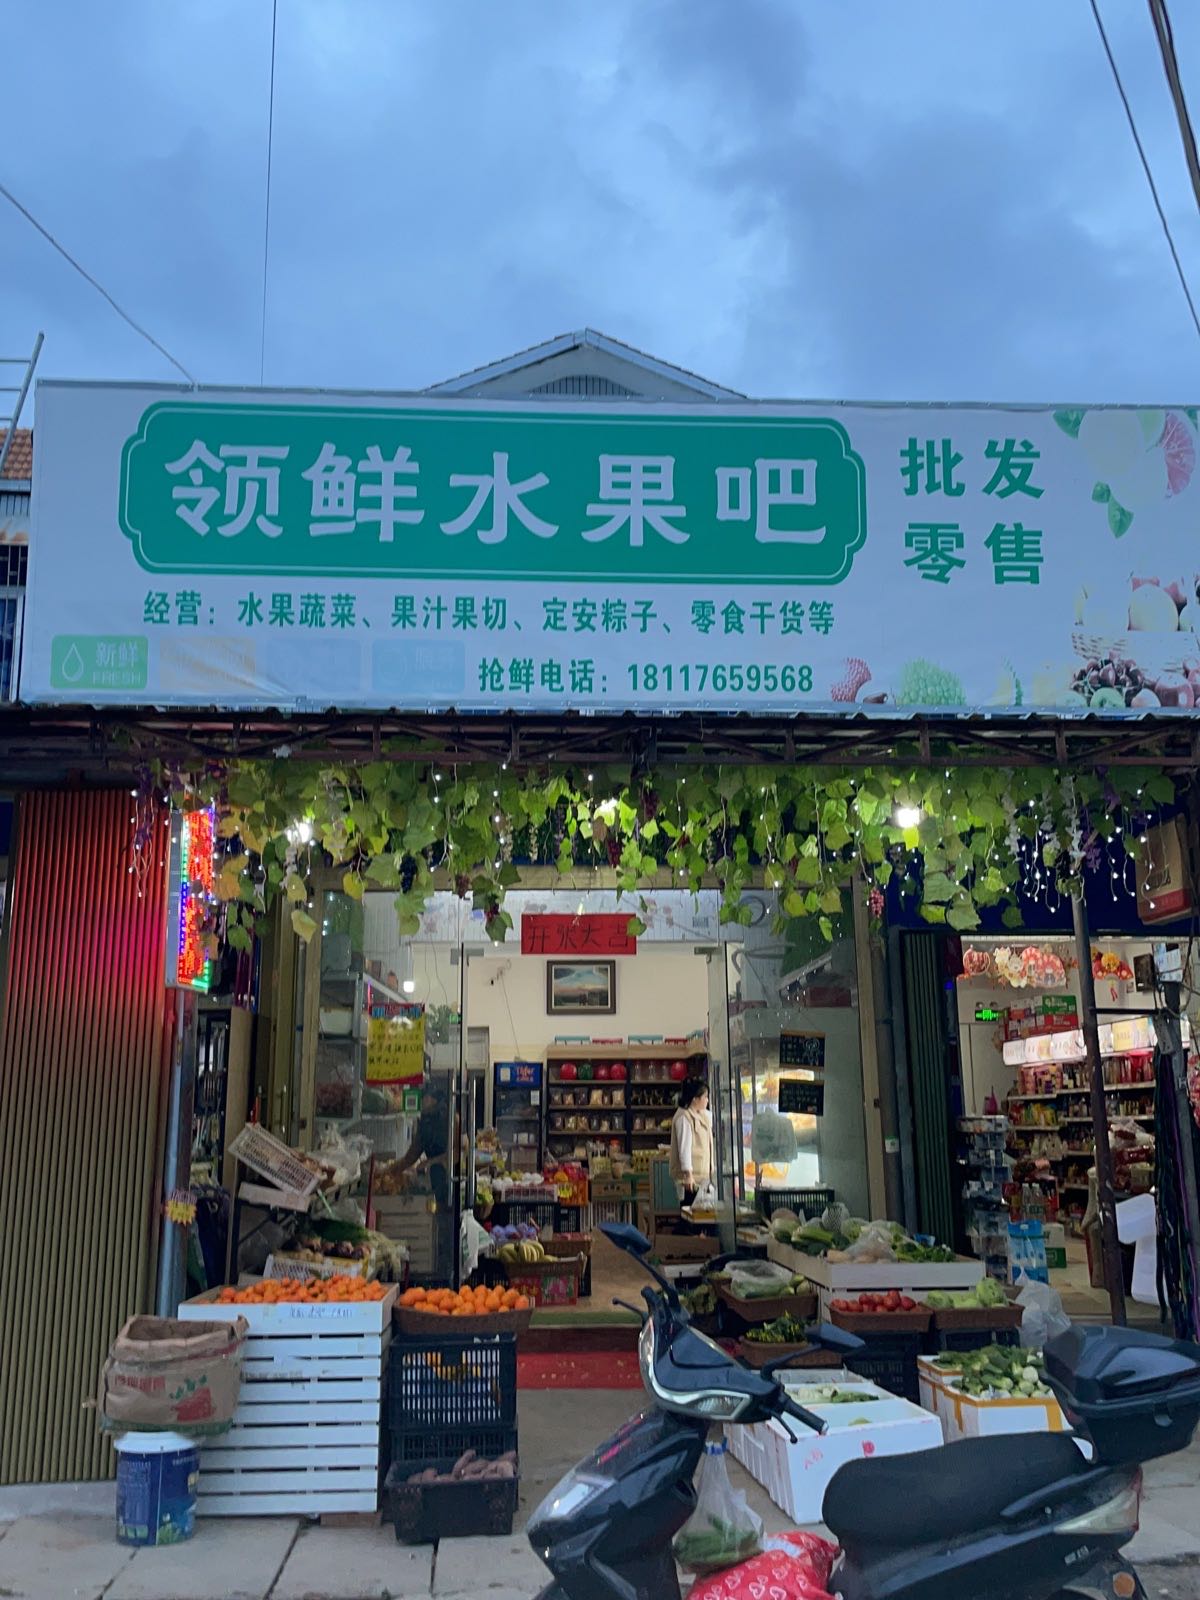 领鲜水果吧
批发
零售
经营：水果蔬菜、果汁果切、定安粽子、零食干货等
新鲜
FRESH
抢鲜电话：18117659568
开张大吉